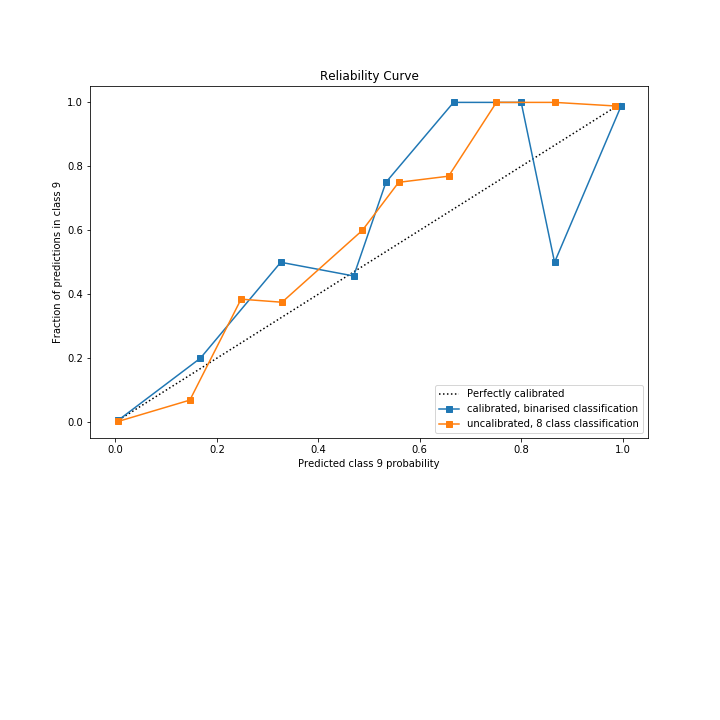 Reliability Curve
1.0
0.8
0.6
0.4
0.2
0.0
Fraction of predictions in class 9
Perfectly calibrated
calibrated, binarised classification
uncalibrated, 8 class classification
0.0 0.2 0.4 0.6 0.8 1.0
Predicted class 9 probability